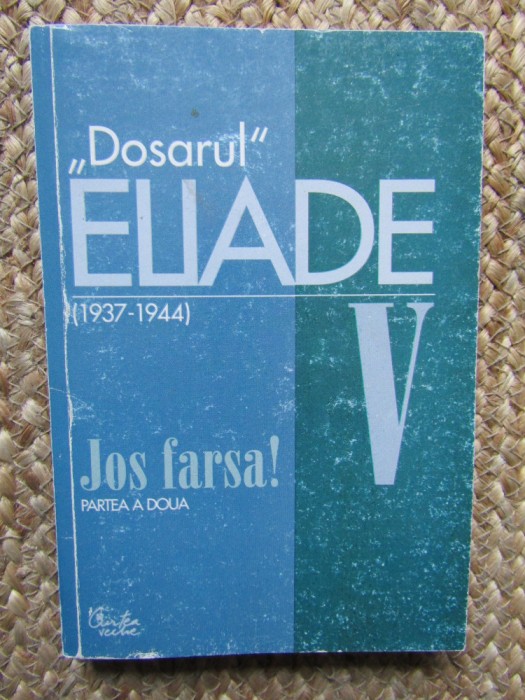 „Dosarul“
ELIADE
(1937-1944)
V
Jos farsa!
PARTEA A DOUA
Cartea
veche